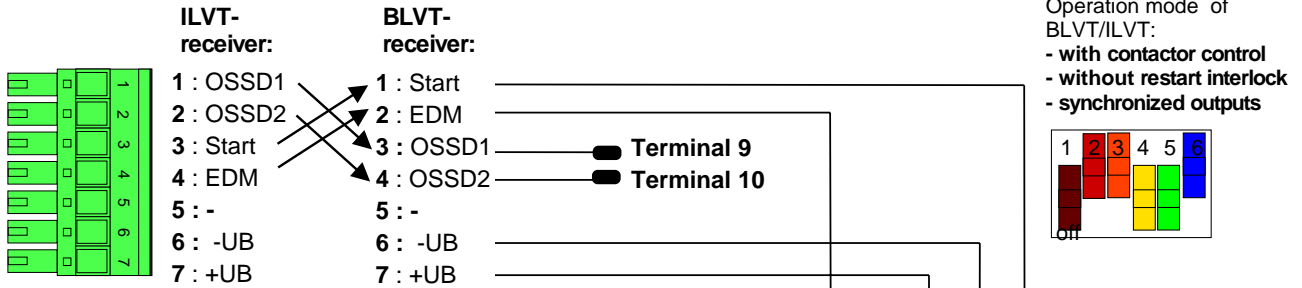 ILVT-
receiver:
1 : OSSD1
2 : OSSD2
3 : Start
4 : EDM
5 : -
6 : -UB
7 : +UB
BLVT-
receiver:
1 : Start
2 : EDM
3 : OSSD1
4 : OSSD2
5 : -
6 : -UB
7 : +UB
Terminal 9
Terminal 10
1
2
3
4
5
6
7
Operation mode of
BLVT/ILVT:
- with contactor control
- without restart interlock
- synchronized outputs
1 2 3 4 5 6
off